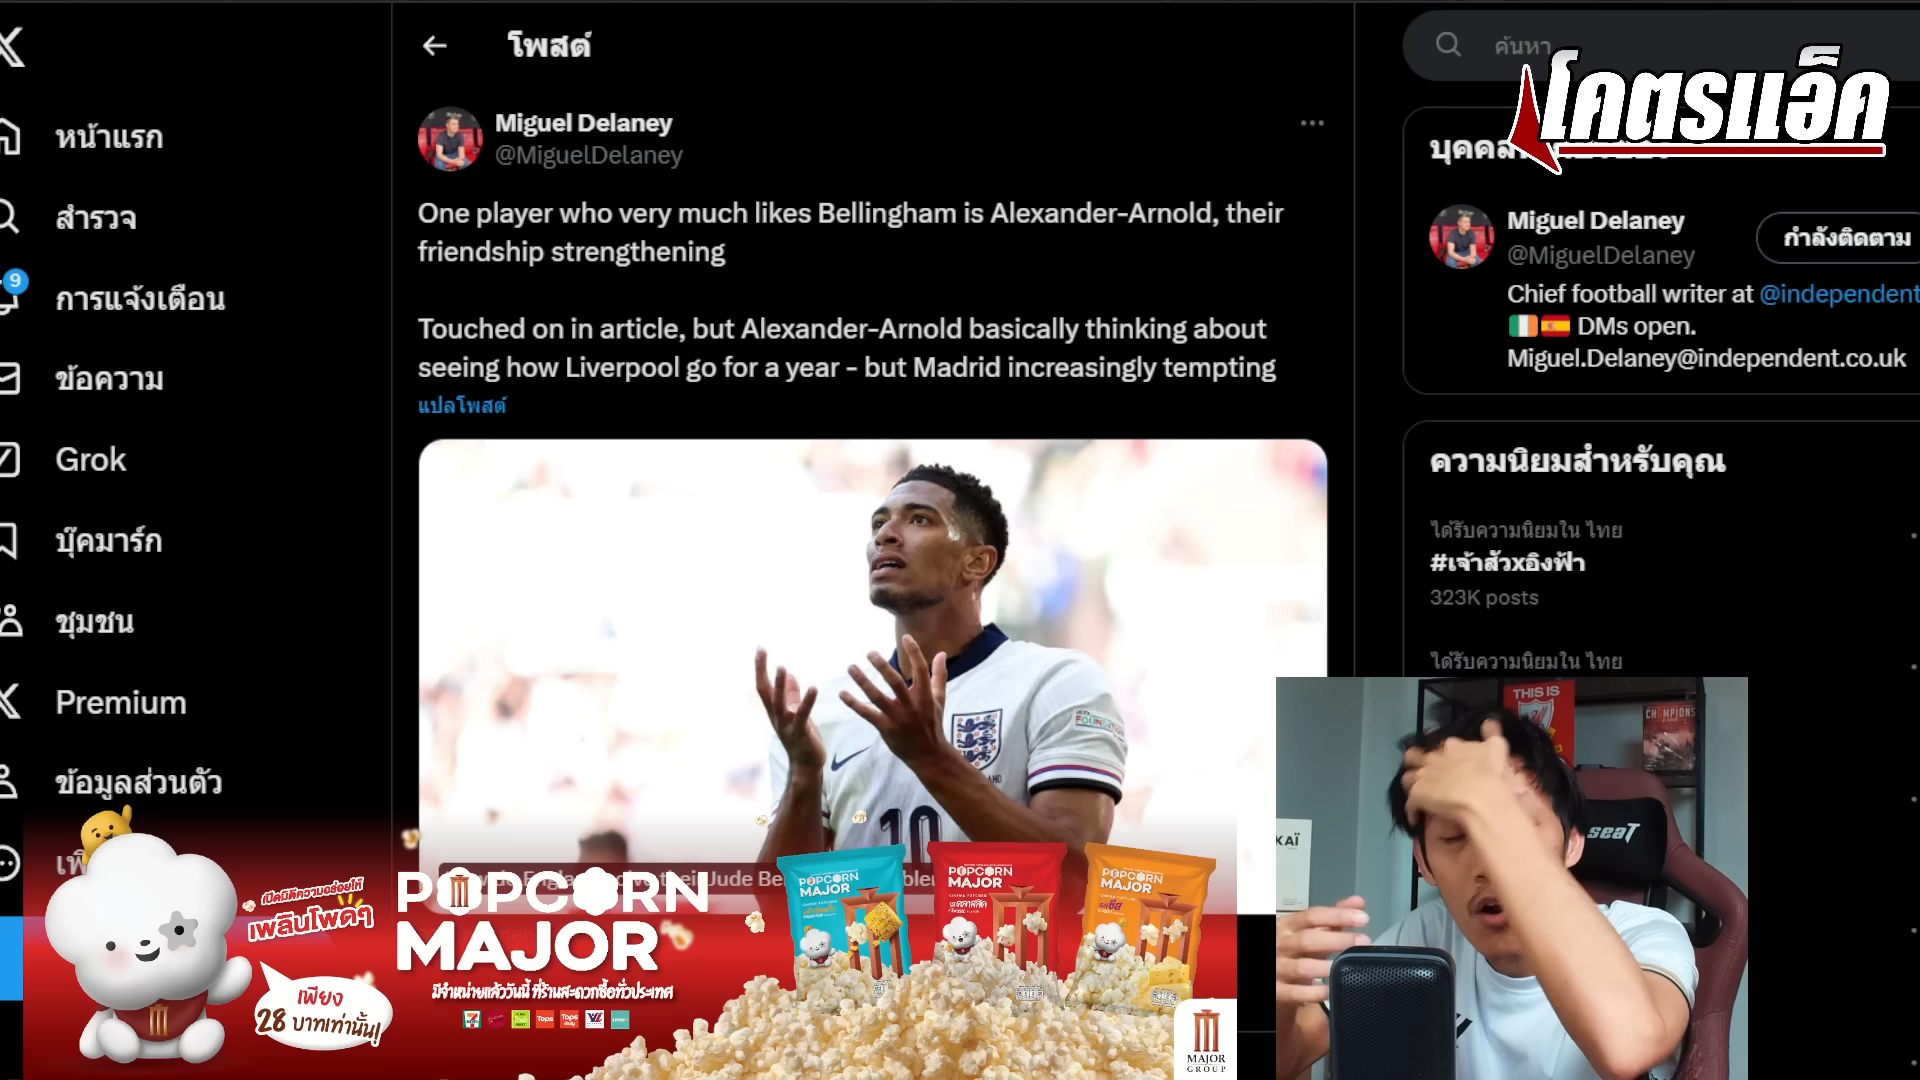 โพสต์
ค้นหา
โคตรแอ็ค
หน้าแรก
สำรวจ
9
การแจ้งเตือน
ข้อความ
Grok
บุ๊คมาร์ก
ชุมชน
Premium
ข้อมูลส่วนตัว
Miguel Delaney
@MiguelDelaney
One player who very much likes Bellingham is Alexander-Arnold, their
friendship strengthening
Touched on in article, but Alexander-Arnold basically thinking about
seeing how Liverpool go for a year - but Madrid increasingly tempting
แปลโพสต์
Miguel Delaney
@MiguelDelaney
กำลังติดตาม
Chief football writer at @independent
DMs open.
Miguel.Delaney@independent.co.uk
ความนิยมสำหรับคุณ
ได้รับความนิยมใน ไทย
#เจ้าสัวxอิงฟ้า
323K posts
ได้รับความนิยมใน ไทย
THIS IS
CHAMPIONS
KAÏ
seaT
10
เปิดมิติความอร่อยให้
เพลินโพดๆ
เพียง
28 บาทเท่านั้น!
POPCORN
MAJOR
มีจำหน่ายแล้ววันนี้ ที่ร้านสะดวกซื้อทั่วประเทศ
POPCORN
MAJOR
POPCORN
MAJOR
POPCORN
MAJOR
ชีส
MAJOR
GROUP